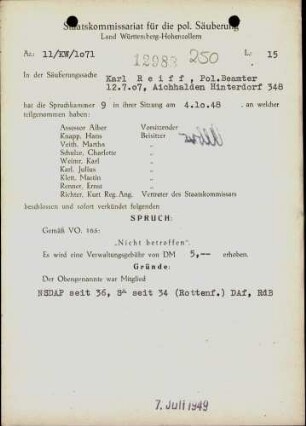 Staatskommissariat für die pol. Säuberung
Land Württemberg-Hohenzollern
Az: 11/KW/1071
12983 250
Le 15
In der Säuberungssache Karl Reiff, Pol.Beamter
12.7.07, Aichhalden Hinterdorf 348
hat die Spruchkammer 9 in ihrer Sitzung am 4.10.48, an welcher
teilgenommen haben:
Assessor Alber Vorsitzender
Knapp, Hans Beisitzer
Veith, Martha "
Schulze, Charlotte "
Weimer, Karl "
Karl, Julius "
Klett, Martin "
Renner, Ernst "
Richter, Kurt Reg. Ang. Vertreter des Staatskommissars
beschlossen und sofort verkündet folgenden
SPRUCH:
Gemäß VO. 165:
„Nicht betroffen“.
Es wird eine Verwaltungsgebühr von DM 5,-- erhoben.
Gründe:
Der Obengenannte war Mitglied
NSDAP seit 36, SA seit 34 (Rottenf.) DAf, RdB
7. Juli 1949